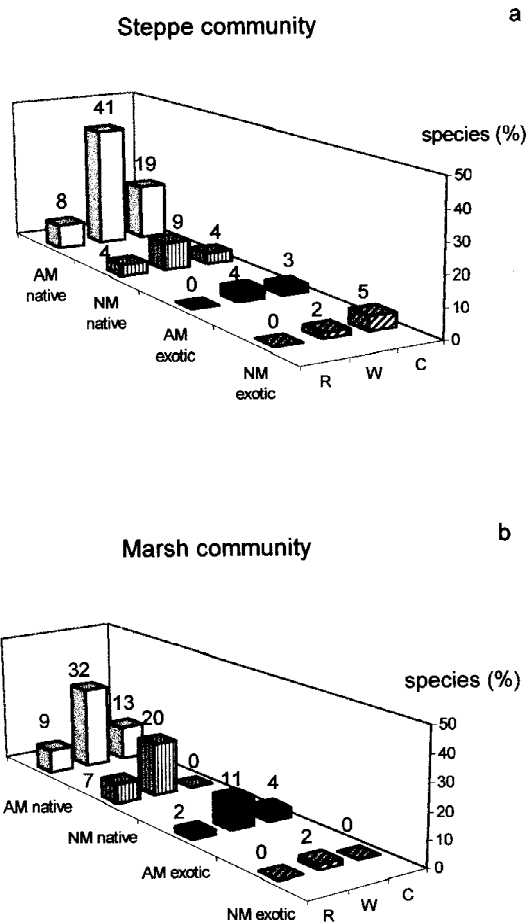 a
Steppe community
species (%)
41
8 19
4 9 4
0 4 3
0 2 5
50
40
30
20
10
0
AM native
NM native
AM exotic
NM exotic
R W C
b
Marsh community
species (%)
32
9 13
7 20 0
2 11 4
0 2 0
50
40
30
20
10
0
AM native
NM native
AM exotic
NM exotic
R W C